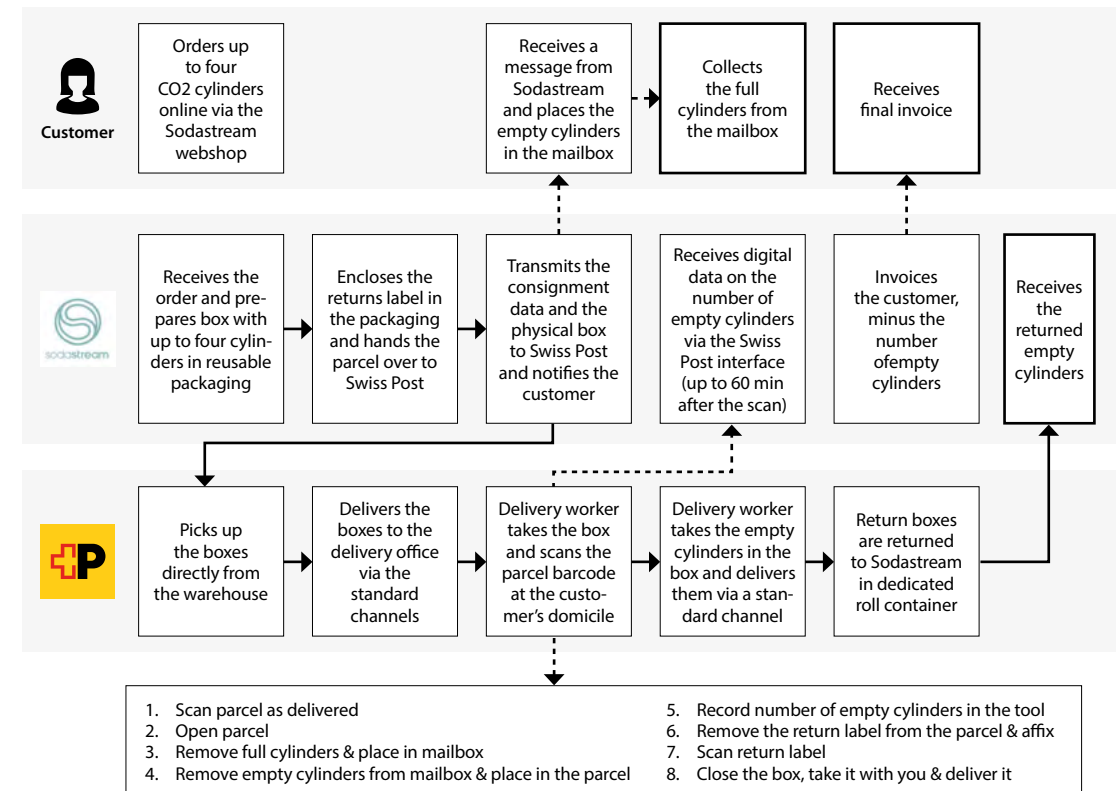 Orders up
to four
CO2 cylinders
online via the
Sodastream
webshop
Receives a
message from
Sodastream
and places the
empty cylinders
in the mailbox
Collects
the full
cylinders from
the mailbox
Receives
final invoice
Customer
Receives the
order and pre-
pares box with
up to four cylin-
ders in reusable
packaging
Encloses the
returns label in
the packaging
and hands the
parcel over to
Swiss Post
Transmits the
consignment
data and the
physical box
to Swiss Post
and notifies the
customer
Receives digital
data on the
number of
empty cylinders
via the Swiss
Post interface
(up to 60 min
after the scan)
Invoices
the customer,
minus the
number ofempty
cylinders
Receives
the
returned
empty
cylinders
sodastream
P
Picks up
the boxes
directly from
the warehouse
Delivers the
boxes to the
delivery office
via the
standard
channels
Delivery worker
takes the box
and scans the
parcel barcode
at the custo-
mer’s domicile
Delivery worker
takes the empty
cylinders in the
box and delivers
them via a stan-
dard channel
Return boxes
are returned
to Sodastream
in dedicated
roll container
1. Scan parcel as delivered
2. Open parcel
3. Remove full cylinders & place in mailbox
4. Remove empty cylinders from mailbox & place in the parcel
5. Record number of empty cylinders in the tool
6. Remove the return label from the parcel & affix
7. Scan return label
8. Close the box, take it with you & deliver it